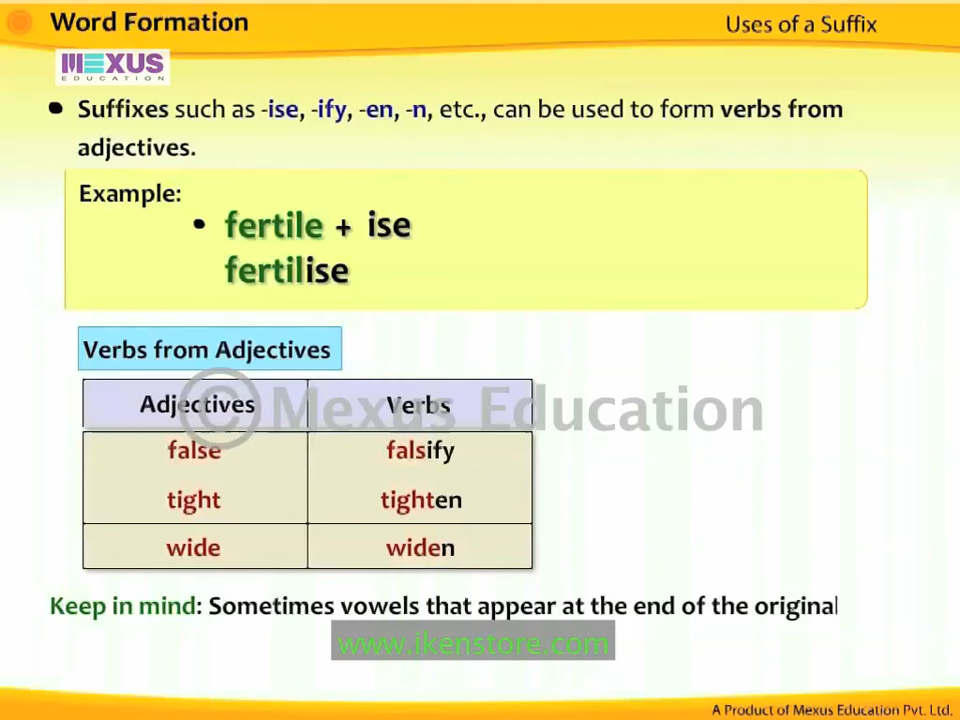 Word Formation
Uses of a Suffix
MEXUS
EDUCATION
• Suffixes such as -ise, -ify, -en, -n, etc., can be used to form verbs from
adjectives.
Example:
• fertile + ise
fertilise
Verbs from Adjectives
Adjectives Verbs
© Mexus Education
false falsify
tight tighten
wide widen
Keep in mind: Sometimes vowels that appear at the end of the original
www.ikenstore.com
A Product of Mexus Education Pvt. Ltd.